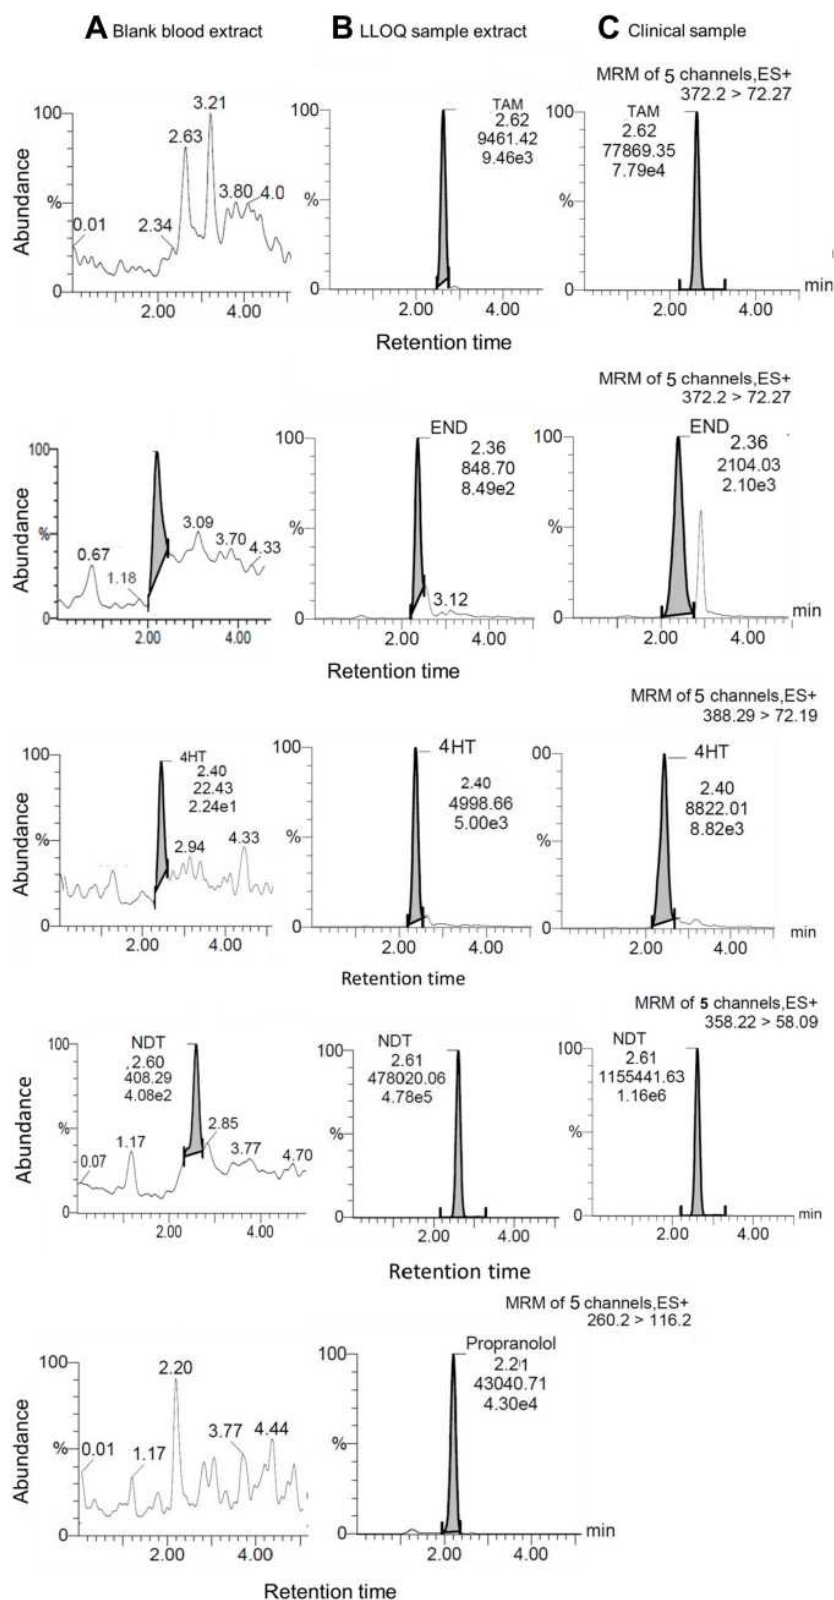 A Blank blood extract
B LLOQ sample extract
C Clinical sample
MRM of 5 channels,ES+
372.2 > 72.27
Abundance
100
%
0
0.01
2.34
2.63
3.21
3.80
4.0
2.00
4.00
100
%
0
TAM
2.62
9461.42
9.46e3
2.00
4.00
100
%
0
TAM
2.62
77869.35
7.79e4
2.00
4.00
min
Retention time
MRM of 5 channels,ES+
372.2 > 72.27
Abundance
100
%
0
0.67
1.18
3.09
3.70
4.33
2.00
4.00
100
%
0
END
2.36
848.70
8.49e2
3.12
2.00
4.00
100
%
0
END
2.36
2104.03
2.10e3
2.00
4.00
min
Retention time
MRM of 5 channels,ES+
388.29 > 72.19
100
%
0
4HT
2.40
22.43
2.24e1
2.94
4.33
2.00
4.00
100
%
0
4HT
2.40
4998.66
5.00e3
2.00
4.00
00
%
0
4HT
2.40
8822.01
8.82e3
2.00
4.00
min
Retention time
MRM of 5 channels,ES+
358.22 > 58.09
Abundance
100
%
0
0.07
1.17
NDT
2.60
408.29
4.08e2
2.85
3.77
4.70
2.00
4.00
100
%
0
NDT
2.61
478020.06
4.78e5
2.00
4.00
100
%
0
NDT
2.61
1155441.63
1.16e6
2.00
4.00
min
Retention time
MRM of 5 channels,ES+
260.2 > 116.2
Abundance
100
%
0
0.01
1.17
2.20
3.77
4.44
2.00
4.00
100
%
0
Propranolol
2.21
43040.71
4.30e4
2.00
4.00
min
Retention time